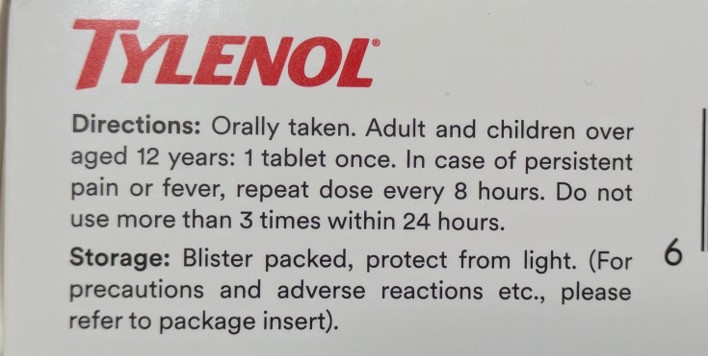 TYLENOL®
Directions: Orally taken. Adult and children over
aged 12 years: 1 tablet once. In case of persistent
pain or fever, repeat dose every 8 hours. Do not
use more than 3 times within 24 hours.
Storage: Blister packed, protect from light. (For
precautions and adverse reactions etc., please
refer to package insert).
6